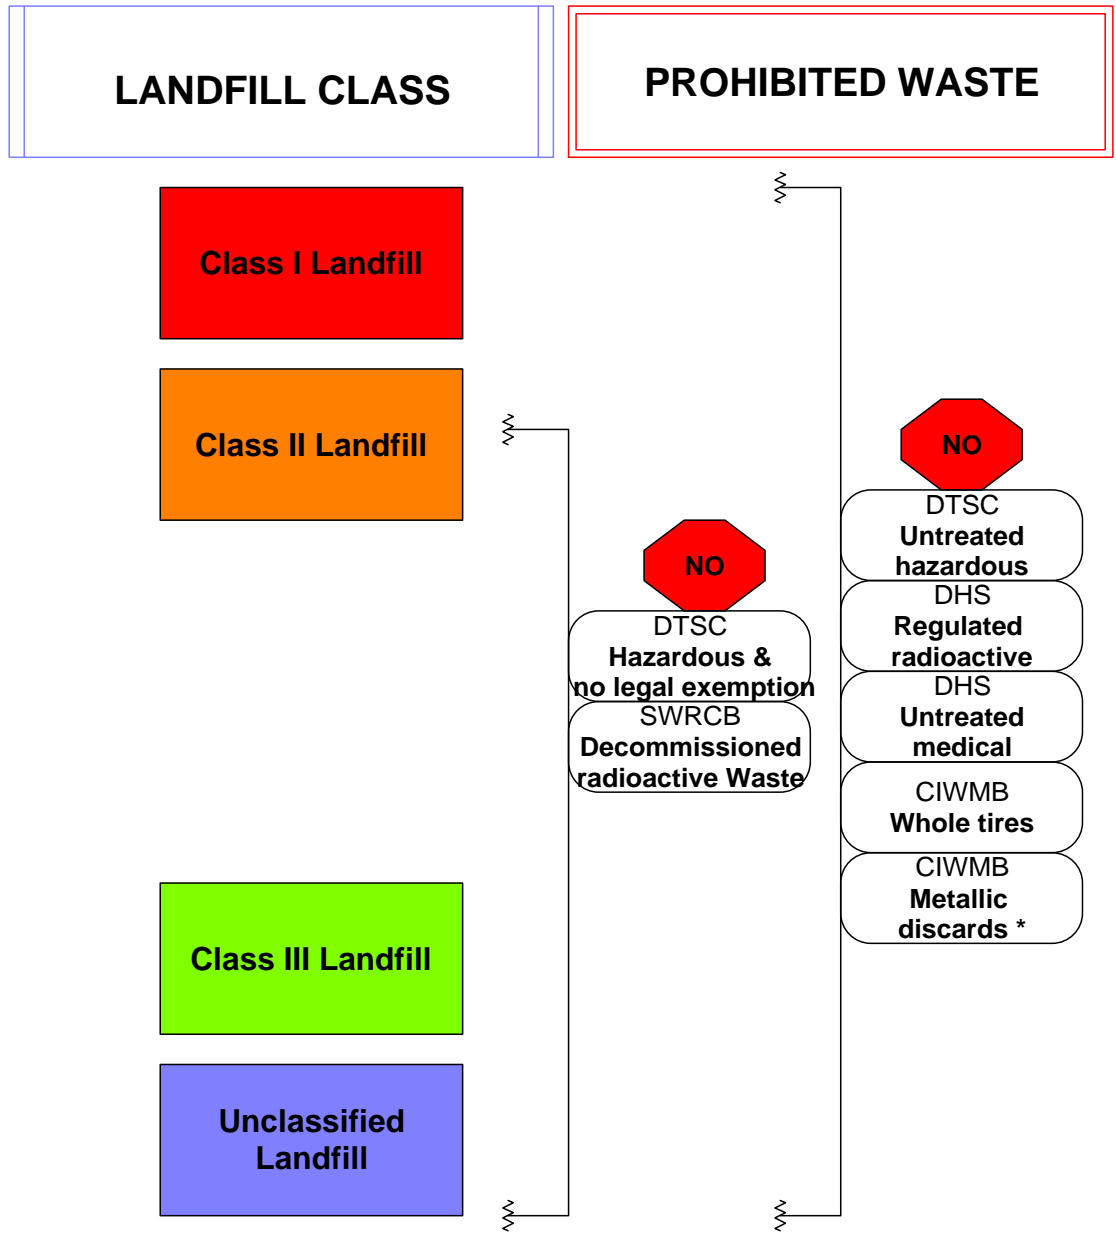 LANDFILL CLASS
PROHIBITED WASTE
Class I Landfill
Class II Landfill
NO
DTSC
Untreated
hazardous
DHS
Regulated
radioactive
DHS
Untreated
medical
CIWMB
Whole tires
CIWMB
Metallic
discards *
NO
DTSC
Hazardous &
no legal exemption
SWRCB
Decommissioned
radioactive Waste
Class III Landfill
Unclassified
Landfill